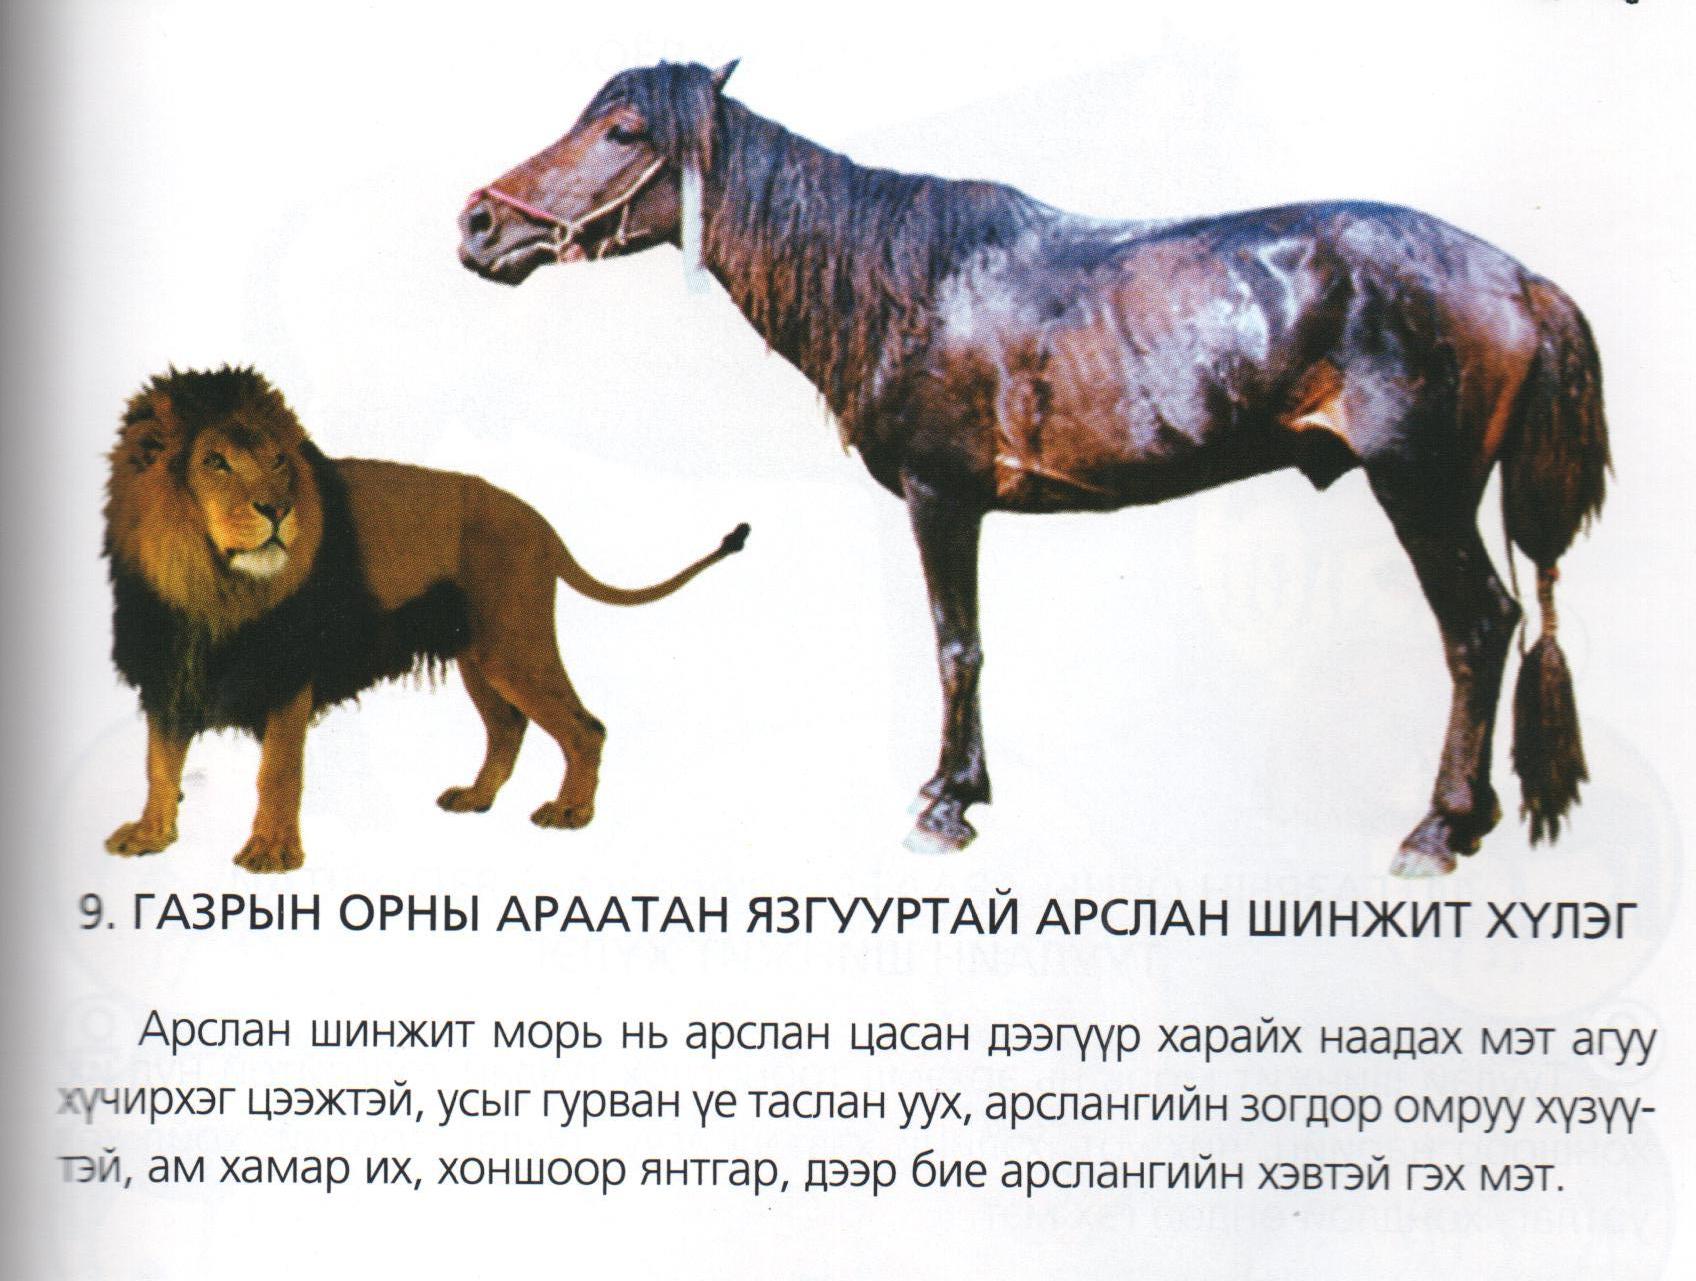 9. ГАЗРЫН ОРНЫ АРААТАН ЯЗГУУРТАЙ АРСЛАН ШИНЖИТ ХҮЛЭГ
Арслан шинжит морь нь арслан цасан дээгүүр харайх наадах мэт агуу
хүчирхэг цээжтэй, усыг гурван үе таслан уух, арслангийн зогдор омруу хүзүү-
тэй, ам хамар их, хоншоор янтгар, дээр бие арслангийн хэвтэй гэх мэт.